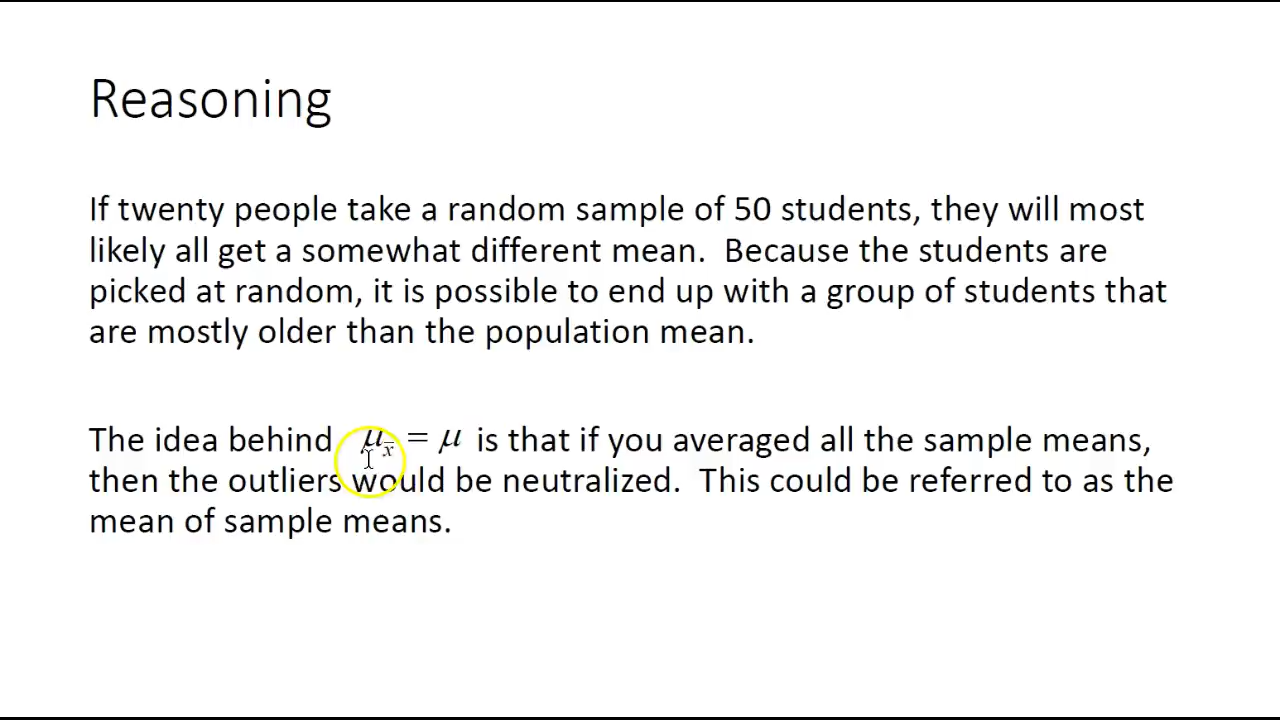 Reasoning
If twenty people take a random sample of 50 students, they will most
likely all get a somewhat different mean.  Because the students are
picked at random, it is possible to end up with a group of students that
are mostly older than the population mean.
The idea behind μ_x̄ = μ is that if you averaged all the sample means,
then the outliers would be neutralized.  This could be referred to as the
mean of sample means.